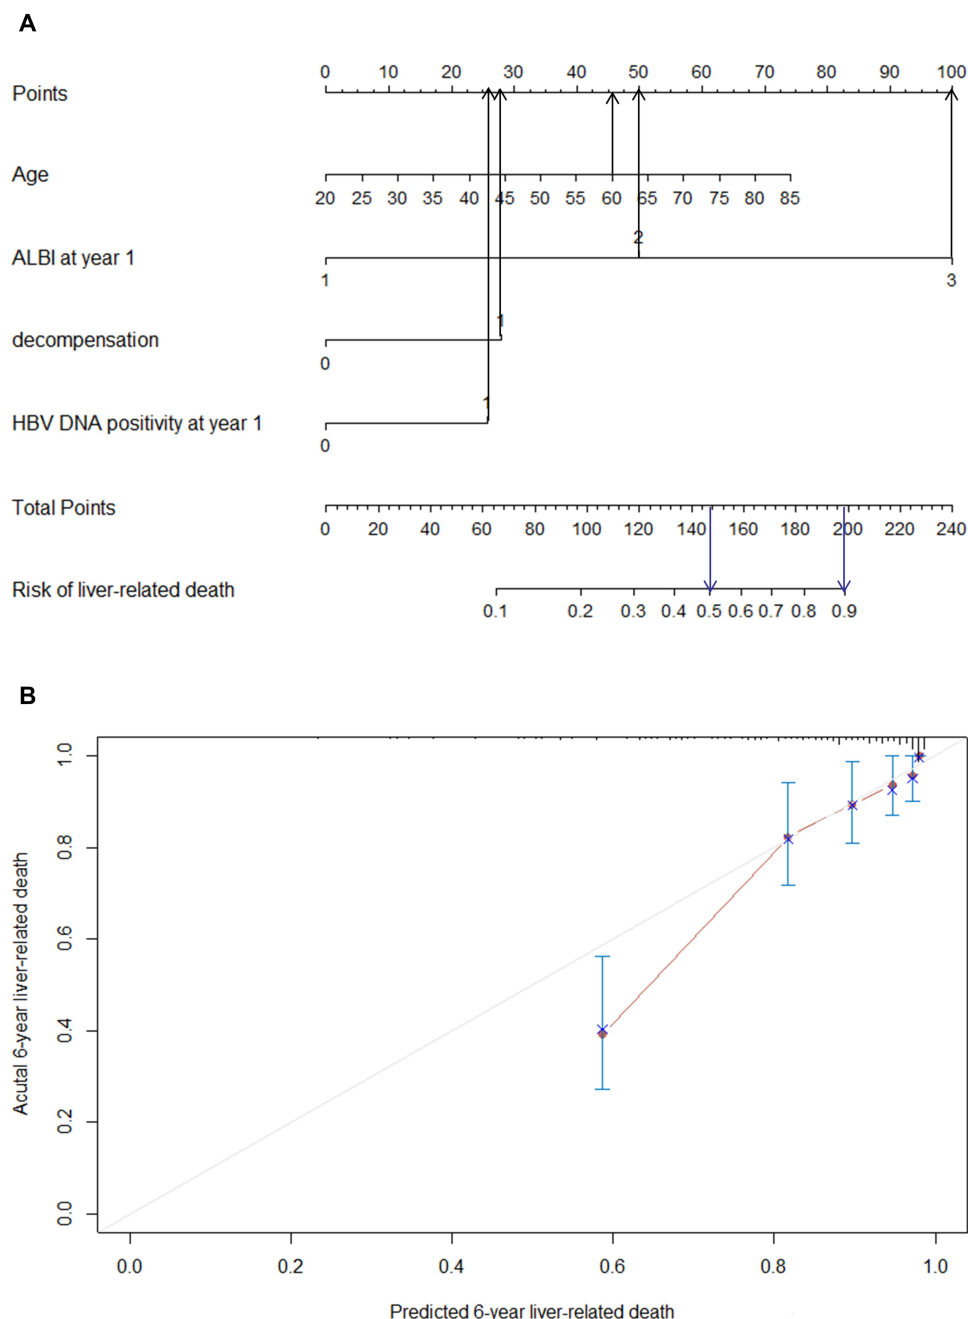 A
Points
0 10 20 30 40 50 60 70 80 90 100
Age
20 25 30 35 40 45 50 55 60 65 70 75 80 85
ALBI at year 1
2
1 3
decompensation
1
0
HBV DNA positivity at year 1
1
0
Total Points
0 20 40 60 80 100 120 140 160 180 200 220 240
Risk of liver-related death
0.1 0.2 0.3 0.4 0.5 0.6 0.7 0.8 0.9
B
Acutal 6-year liver-related death
1.0
0.8
0.6
0.4
0.2
0.0
0.0 0.2 0.4 0.6 0.8 1.0
Predicted 6-year liver-related death